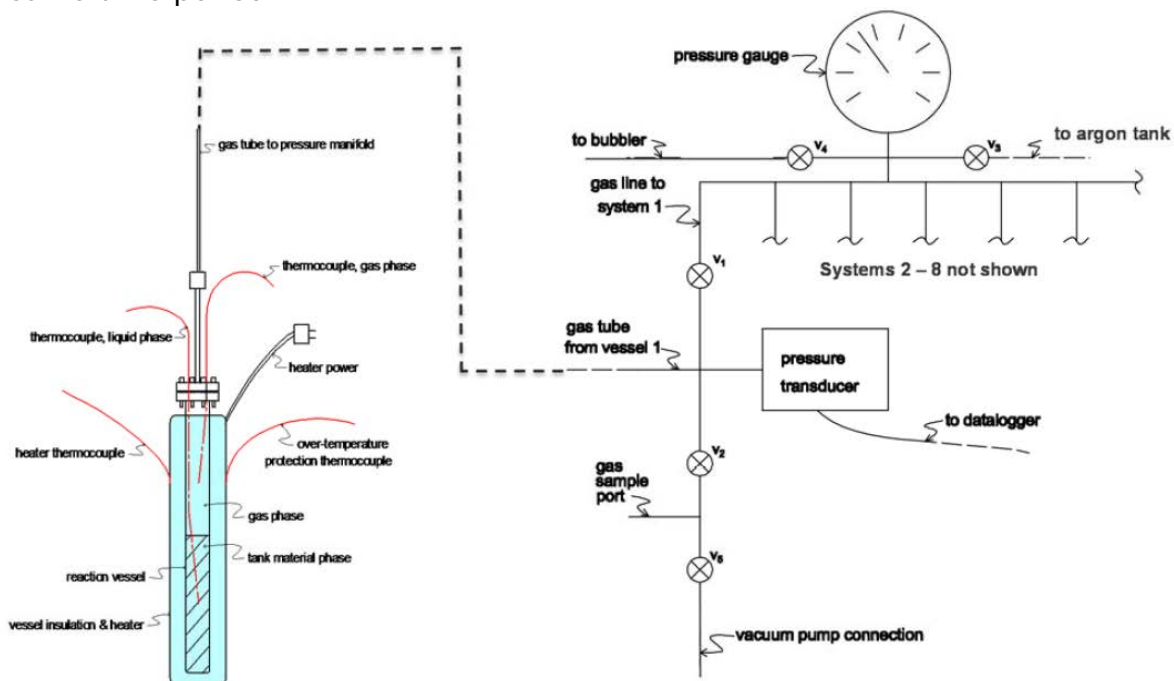 gas tube to pressure manifold
thermocouple, gas phase
thermocouple, liquid phase
heater power
heater thermocouple
over-temperature
protection thermocouple
gas phase
tank material phase
reaction vessel
vessel insulation & heater
pressure gauge
to bubbler
V4
V3
to argon tank
gas line to
system 1
V1
Systems 2 – 8 not shown
gas tube
from vessel 1
pressure
transducer
to datalogger
V2
gas
sample
port
V5
vacuum pump connection